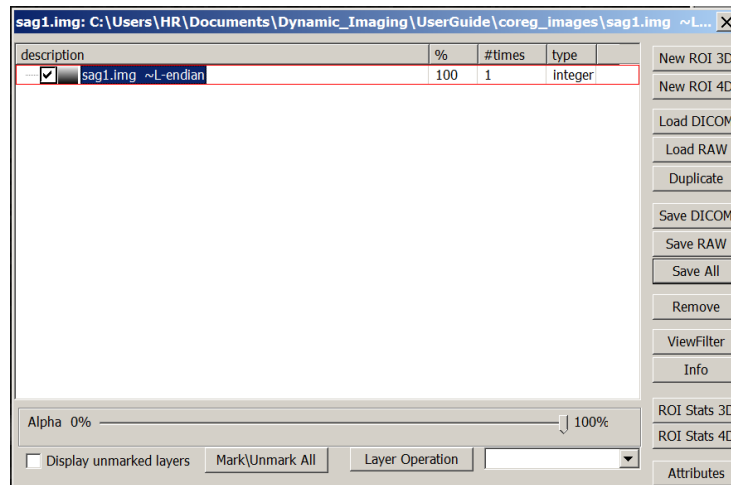 sag1.img: C:\Users\HR\Documents\Dynamic_Imaging\UserGuide\coreg_images\sag1.img ~L...
description % #times type
sag1.img ~L-endian 100 1 integer
New ROI 3D
New ROI 4D
Load DICOM
Load RAW
Duplicate
Save DICOM
Save RAW
Save All
Remove
ViewFilter
Info
ROI Stats 3D
ROI Stats 4D
Attributes
Alpha 0% 100%
Display unmarked layers Mark\Unmark All Layer Operation